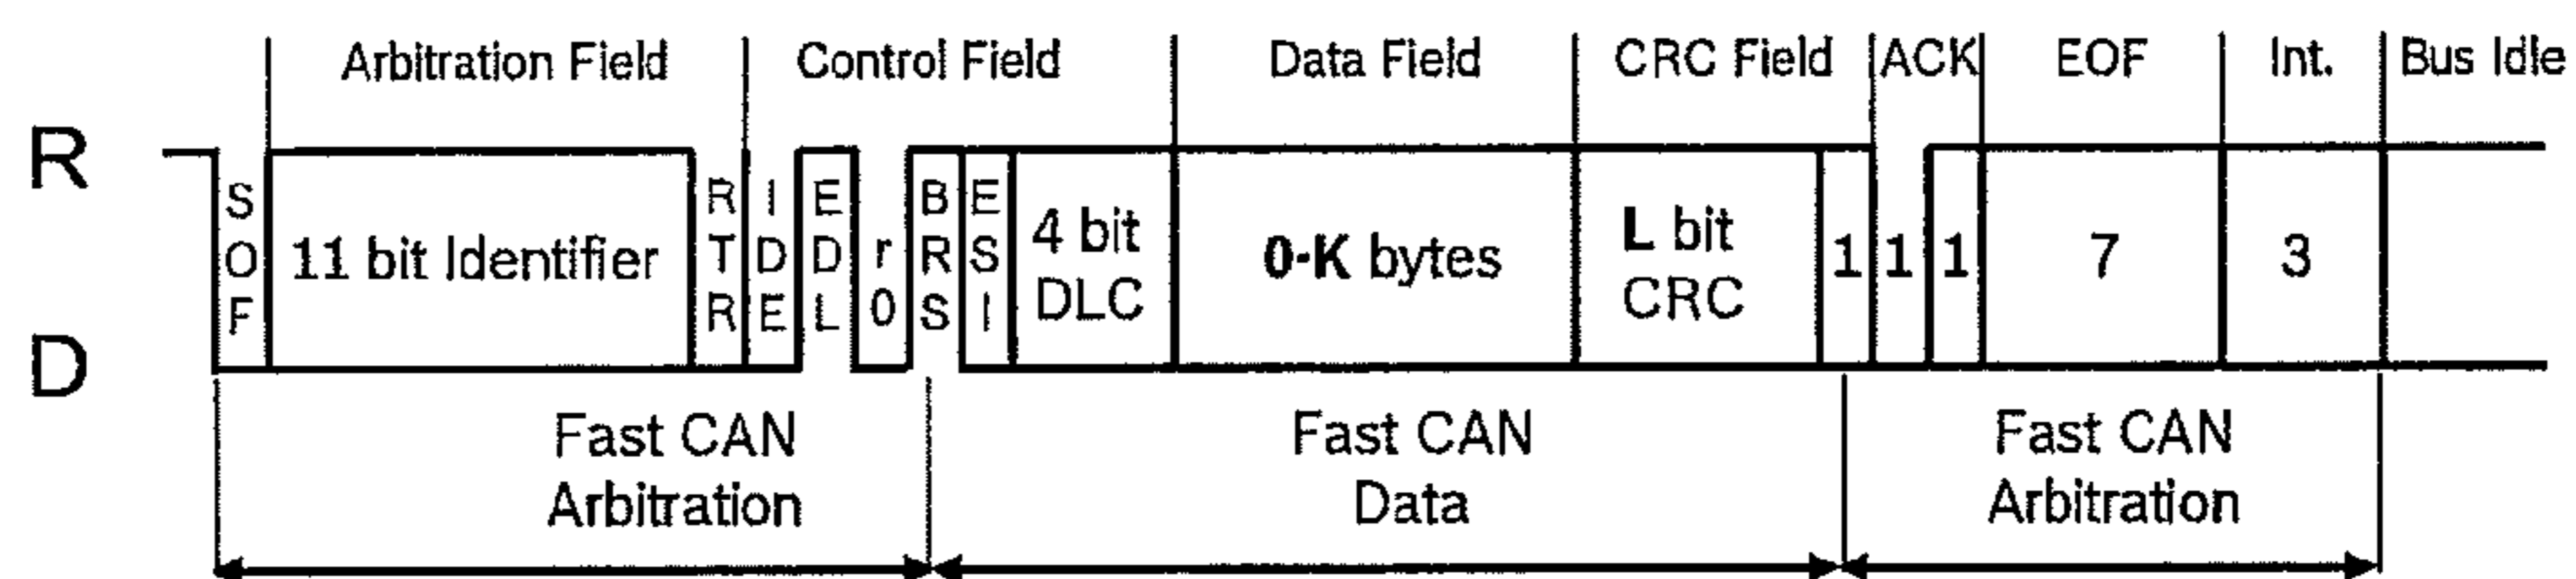 Arbitration Field Control Field Data Field CRC Field ACK EOF Int. Bus Idle
R
SOF 11 bit Identifier RTR IDE EDL r0 BRS ESI 4 bit DLC 0-K bytes L bit CRC 1 1 1 7 3
D
Fast CAN Arbitration Fast CAN Data Fast CAN Arbitration